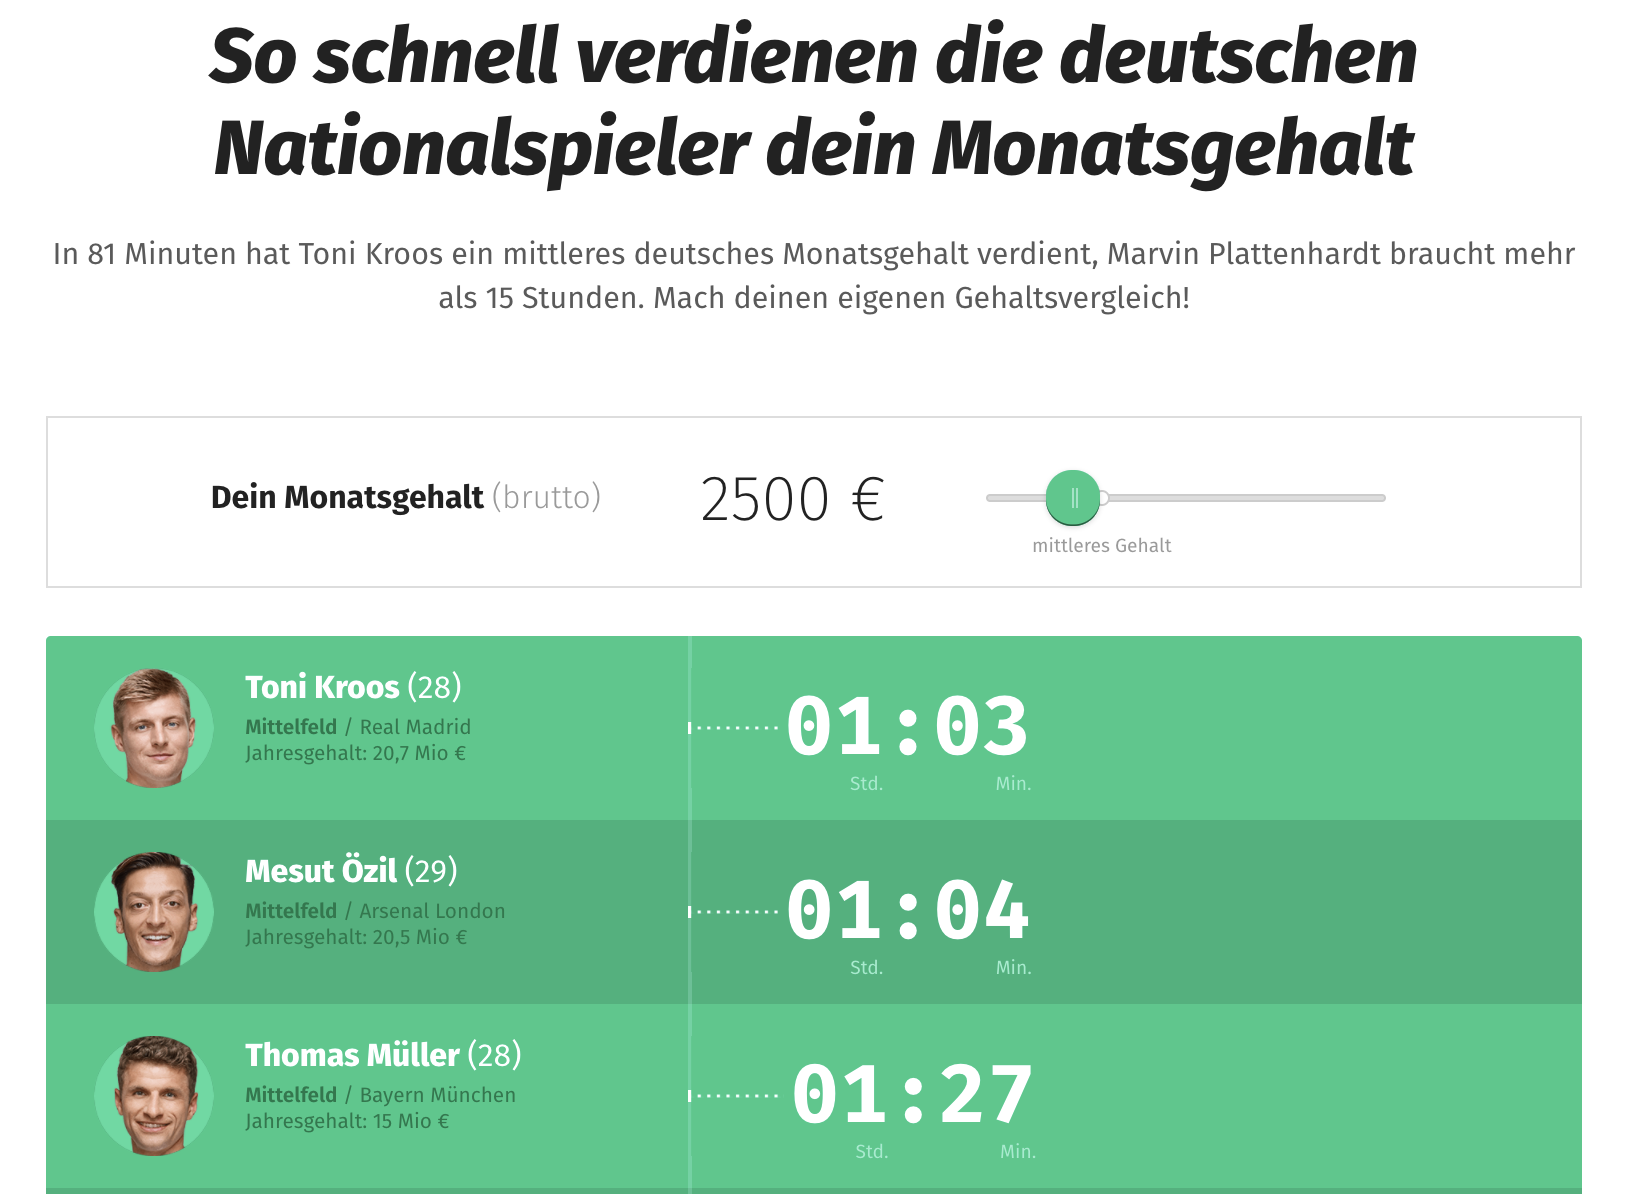 So schnell verdienen die deutschen
Nationalspieler dein Monatsgehalt
In 81 Minuten hat Toni Kroos ein mittleres deutsches Monatsgehalt verdient, Marvin Plattenhardt braucht mehr
als 15 Stunden. Mach deinen eigenen Gehaltsvergleich!
Dein Monatsgehalt (brutto) 2500 €
mittleres Gehalt
Toni Kroos (28)
Mittelfeld / Real Madrid
Jahresgehalt: 20,7 Mio €
01:03
Std. Min.
Mesut Özil (29)
Mittelfeld / Arsenal London
Jahresgehalt: 20,5 Mio €
01:04
Std. Min.
Thomas Müller (28)
Mittelfeld / Bayern München
Jahresgehalt: 15 Mio €
01:27
Std. Min.